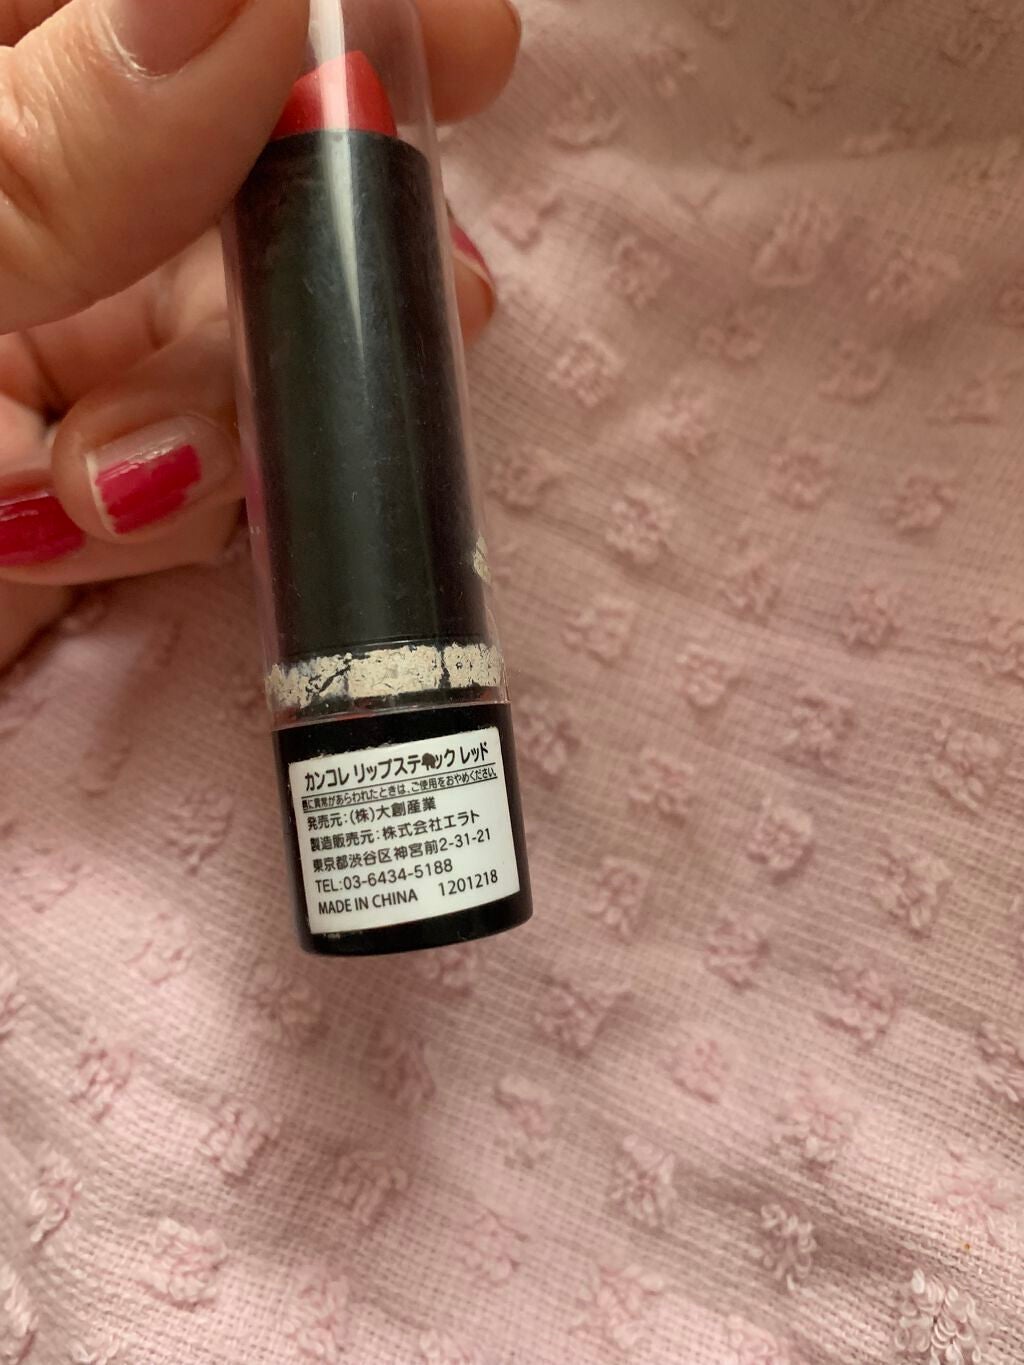 カンコレ リップスティック レッド
唇に異常があらわれたときは、ご使用をおやめください。
発売元:(株)大創産業
製造販売元:株式会社エラト
東京都渋谷区神宮前2-31-21
TEL:03-6434-5188
MADE IN CHINA 1201218